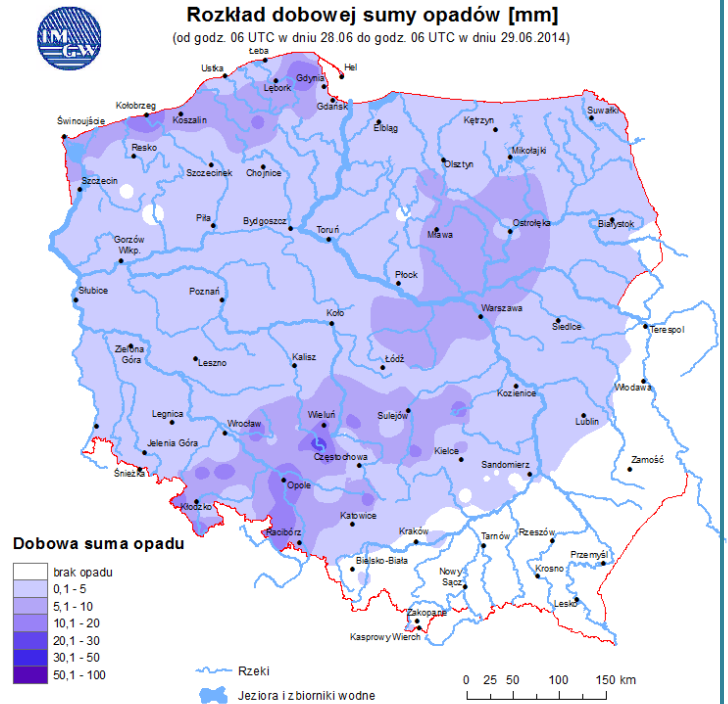 IM
GW
Rozkład dobowej sumy opadów [mm]
(od godz. 06 UTC w dniu 28.06 do godz. 06 UTC w dniu 29.06.2014)
Łeba
Ustka
Hel
Gdynia
Lębork
Gdańsk
Kołobrzeg
Koszalin
Świnoujście
Elbląg
Kętrzyn
Suwałki
Resko
Mikołajki
Olsztyn
Szczecinek
Chojnice
Szczecin
Piła
Bydgoszcz
Toruń
Mława
Ostrołęka
Białystok
Gorzów
Wlkp.
Płock
Słubice
Poznań
Koło
Warszawa
Siedlce
Terespol
Zielona
Góra
Leszno
Kalisz
Łódź
Kozienice
Włodawa
Legnica
Wrocław
Wieluń
Sulejów
Lublin
Jelenia Góra
Częstochowa
Kielce
Sandomierz
Zamość
Śnieżka
Opole
Kłodzko
Katowice
Racibórz
Kraków
Tarnów
Rzeszów
Przemyśl
Bielsko-Biała
Nowy
Sącz
Krosno
Lesko
Zakopane
Kasprowy Wierch
Dobowa suma opadu
brak opadu
0,1 - 5
5,1 - 10
10,1 - 20
20,1 - 30
30,1 - 50
50,1 - 100
Rzeki
Jeziora i zbiorniki wodne
0 25 50 100 150 km